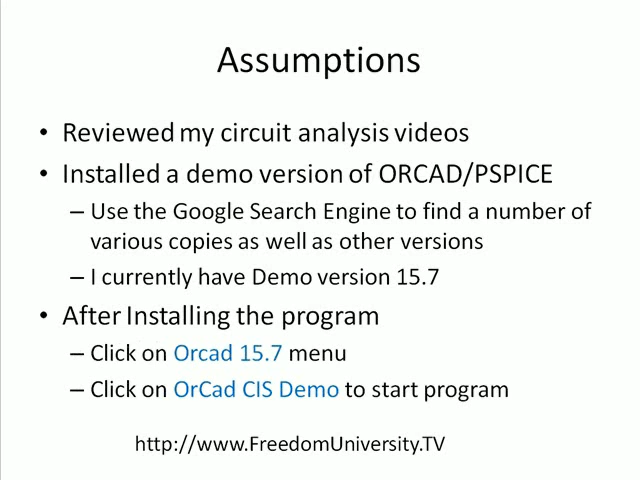 Assumptions
• Reviewed my circuit analysis videos
• Installed a demo version of ORCAD/PSPICE
– Use the Google Search Engine to find a number of
various copies as well as other versions
– I currently have Demo version 15.7
• After Installing the program
– Click on Orcad 15.7 menu
– Click on OrCad CIS Demo to start program
http://www.FreedomUniversity.TV